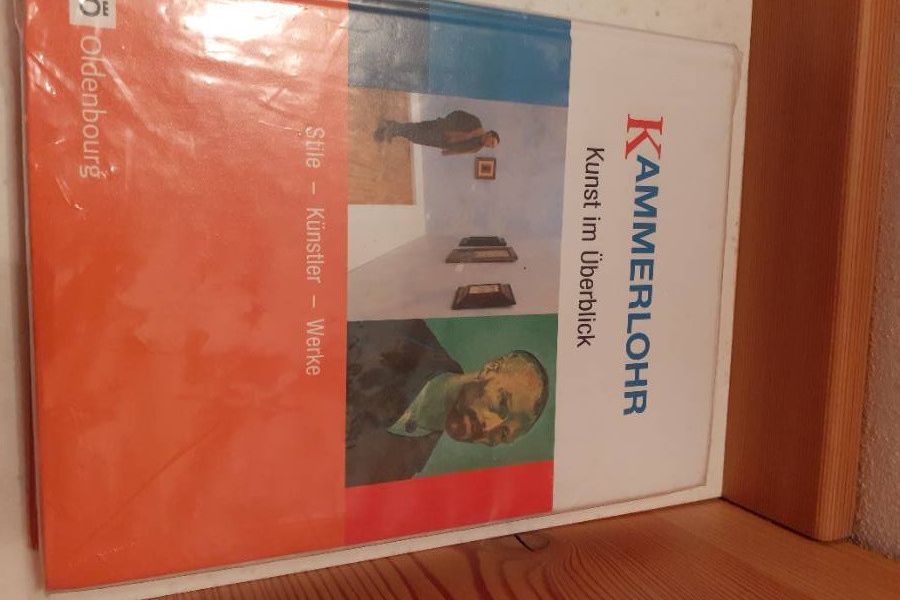 KAMMERLOHR
Kunst im Überblick
Stile – Künstler – Werke
Oldenbourg